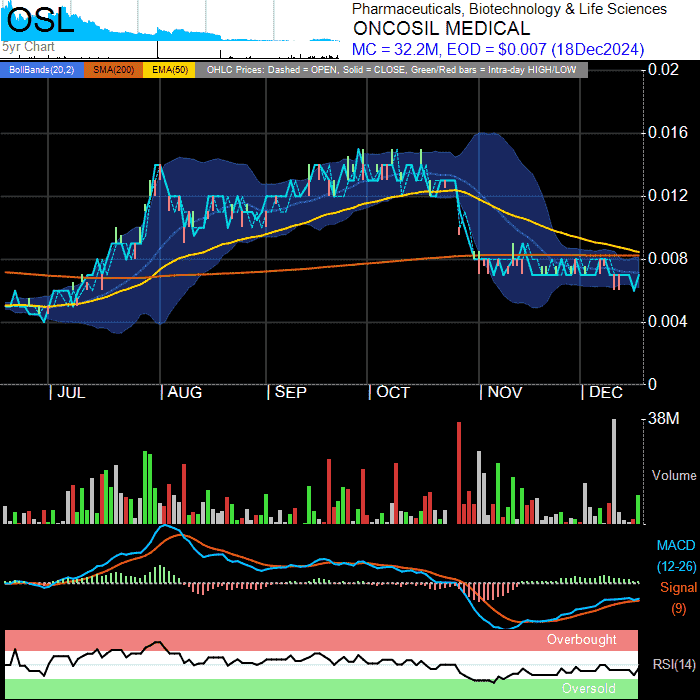 OSL
5yr Chart
Pharmaceuticals, Biotechnology & Life Sciences
ONCOSIL MEDICAL
MC = 32.2M, EOD = $0.007 (18Dec2024)
BollBands(20,2) SMA(200) EMA(50) OHLC Prices: Dashed = OPEN, Solid = CLOSE, Green/Red bars = Intra-day HIGH/LOW
0.02
0.016
0.012
0.008
0.004
0
JUL AUG SEP OCT NOV DEC
38M
Volume
MACD
(12-26)
Signal
(9)
Overbought
RSI(14)
Oversold